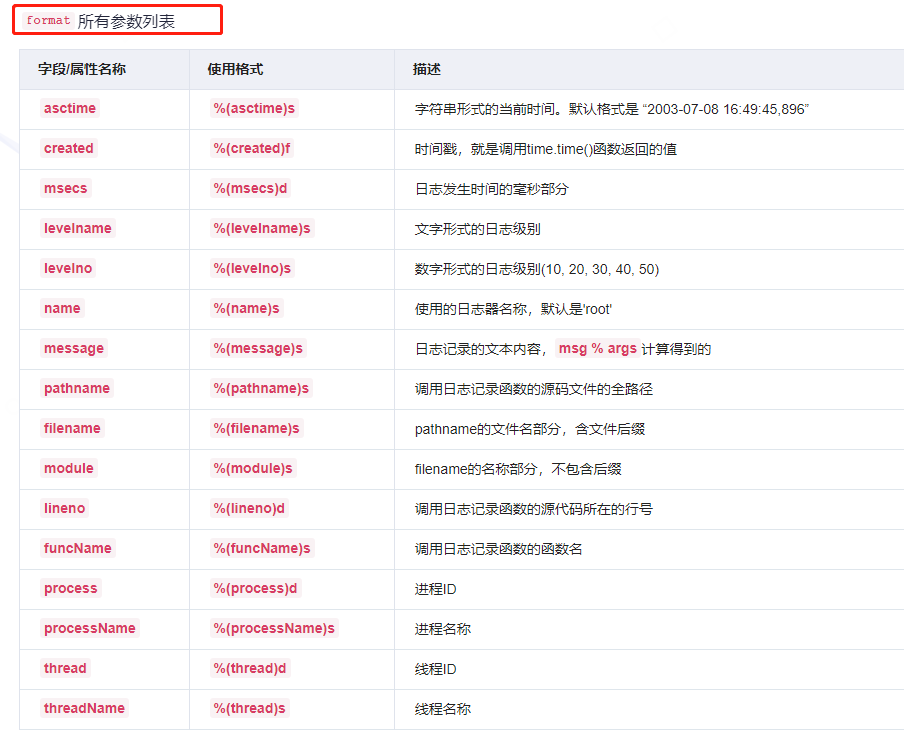 format 所有参数列表
字段/属性名称 使用格式 描述
asctime %(asctime)s 字符串形式的当前时间。默认格式是 “2003-07-08 16:49:45,896”
created %(created)f 时间戳，就是调用time.time()函数返回的值
msecs %(msecs)d 日志发生时间的毫秒部分
levelname %(levelname)s 文字形式的日志级别
levelno %(levelno)s 数字形式的日志级别(10, 20, 30, 40, 50)
name %(name)s 使用的日志器名称，默认是'root'
message %(message)s 日志记录的文本内容， msg % args 计算得到的
pathname %(pathname)s 调用日志记录函数的源码文件的全路径
filename %(filename)s pathname的文件名部分，含文件后缀
module %(module)s filename的名称部分，不包含后缀
lineno %(lineno)d 调用日志记录函数的源代码所在的行号
funcName %(funcName)s 调用日志记录函数的函数名
process %(process)d 进程ID
processName %(processName)s 进程名称
thread %(thread)d 线程ID
threadName %(thread)s 线程名称